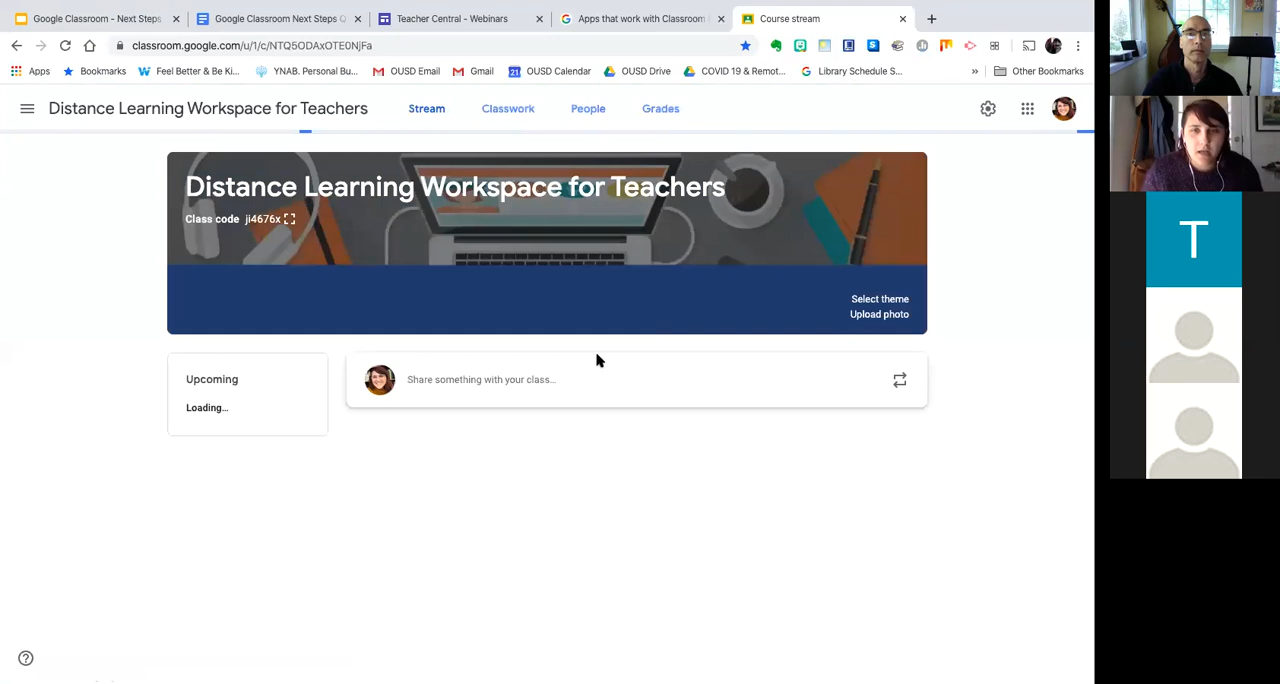 Google Classroom - Next Steps
Google Classroom Next Steps Q
Teacher Central - Webinars
Apps that work with Classroom
Course stream
classroom.google.com/u/1/c/NTQ5ODAxOTE0NjFa
Apps
Bookmarks
Feel Better & Be Ki...
YNAB. Personal Bu...
OUSD Email
Gmail
21
OUSD Calendar
OUSD Drive
COVID 19 & Remot...
Library Schedule S...
»
Other Bookmarks
Distance Learning Workspace for Teachers
Stream
Classwork
People
Grades
Distance Learning Workspace for Teachers
Class code ji4676x
Select theme
Upload photo
Upcoming
Loading...
Share something with your class...
T